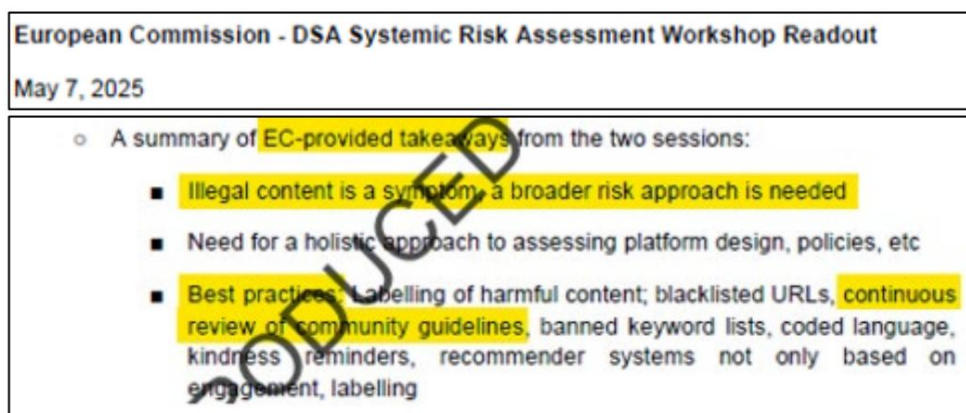 European Commission - DSA Systemic Risk Assessment Workshop Readout
May 7, 2025
○ A summary of EC-provided takeaways from the two sessions:
■ Illegal content is a symptom, a broader risk approach is needed
■ Need for a holistic approach to assessing platform design, policies, etc
■ Best practices: Labelling of harmful content; blacklisted URLs, continuous
review of community guidelines, banned keyword lists, coded language,
kindness reminders, recommender systems not only based on
engagement, labelling
RODUCED